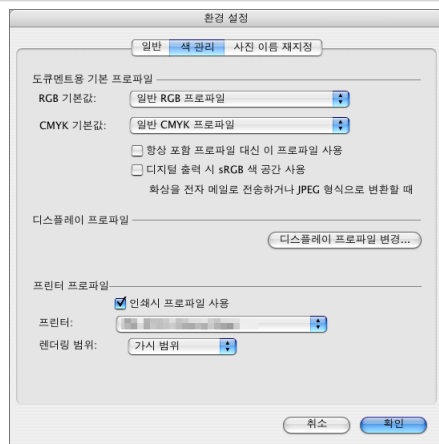 환경 설정
일반 색 관리 사진 이름 재지정
도큐멘트용 기본 프로파일
RGB 기본값: 일반 RGB 프로파일
CMYK 기본값: 일반 CMYK 프로파일
항상 포함 프로파일 대신 이 프로파일 사용
디지털 출력 시 sRGB 색 공간 사용
화상을 전자 메일로 전송하거나 JPEG 형식으로 변환할 때
디스플레이 프로파일
디스플레이 프로파일 변경...
프린터 프로파일
인쇄시 프로파일 사용
프린터:
렌더링 범위: 가시 범위
취소 확인